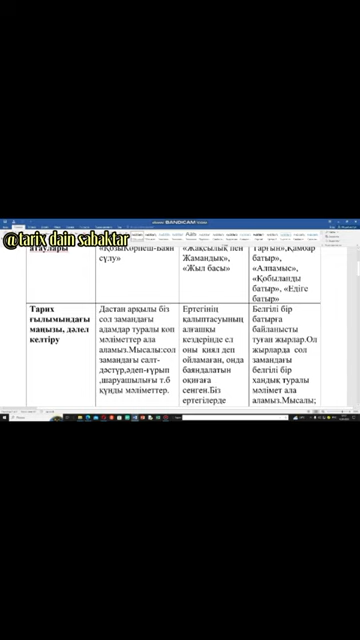 BANDICAM
@tarix dain sabaktar
атаулары
«ҚозыКөрпеш-Баян
сұлу»
«Жақсылық пен
Жамандық»,
«Жыл басы»
Тарғын»,Қамбар
батыр»,
«Алпамыс»,
«Қобыланды
батыр», «Едіге
батыр»
Тарих
ғылымындағы
маңызы, дәлел
келтіру
Дастан арқылы біз
сол замандағы
адамдар туралы көп
мәліметтер ала
аламыз.Мысалы:сол
замандағы салт-
дәстүр,әдеп-ғұрып
,шаруашылығы т.б
құнды мәліметтер.
Ертегінің
қалыптасуының
алғашқы
кездерінде ел
оны қиял деп
ойламаған, онда
баяндалатын
оқиғаға
сенген.Біз
ертегілерде
Белгілі бір
батырға
байланысты
туған жырлар.Ол
жырларда сол
замандағы
белгілі бір
хандық туралы
мәлімет ала
аламыз.Мысалы;